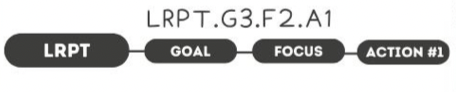 LRPT.G3.F2.A1
LRPT GOAL FOCUS ACTION #1